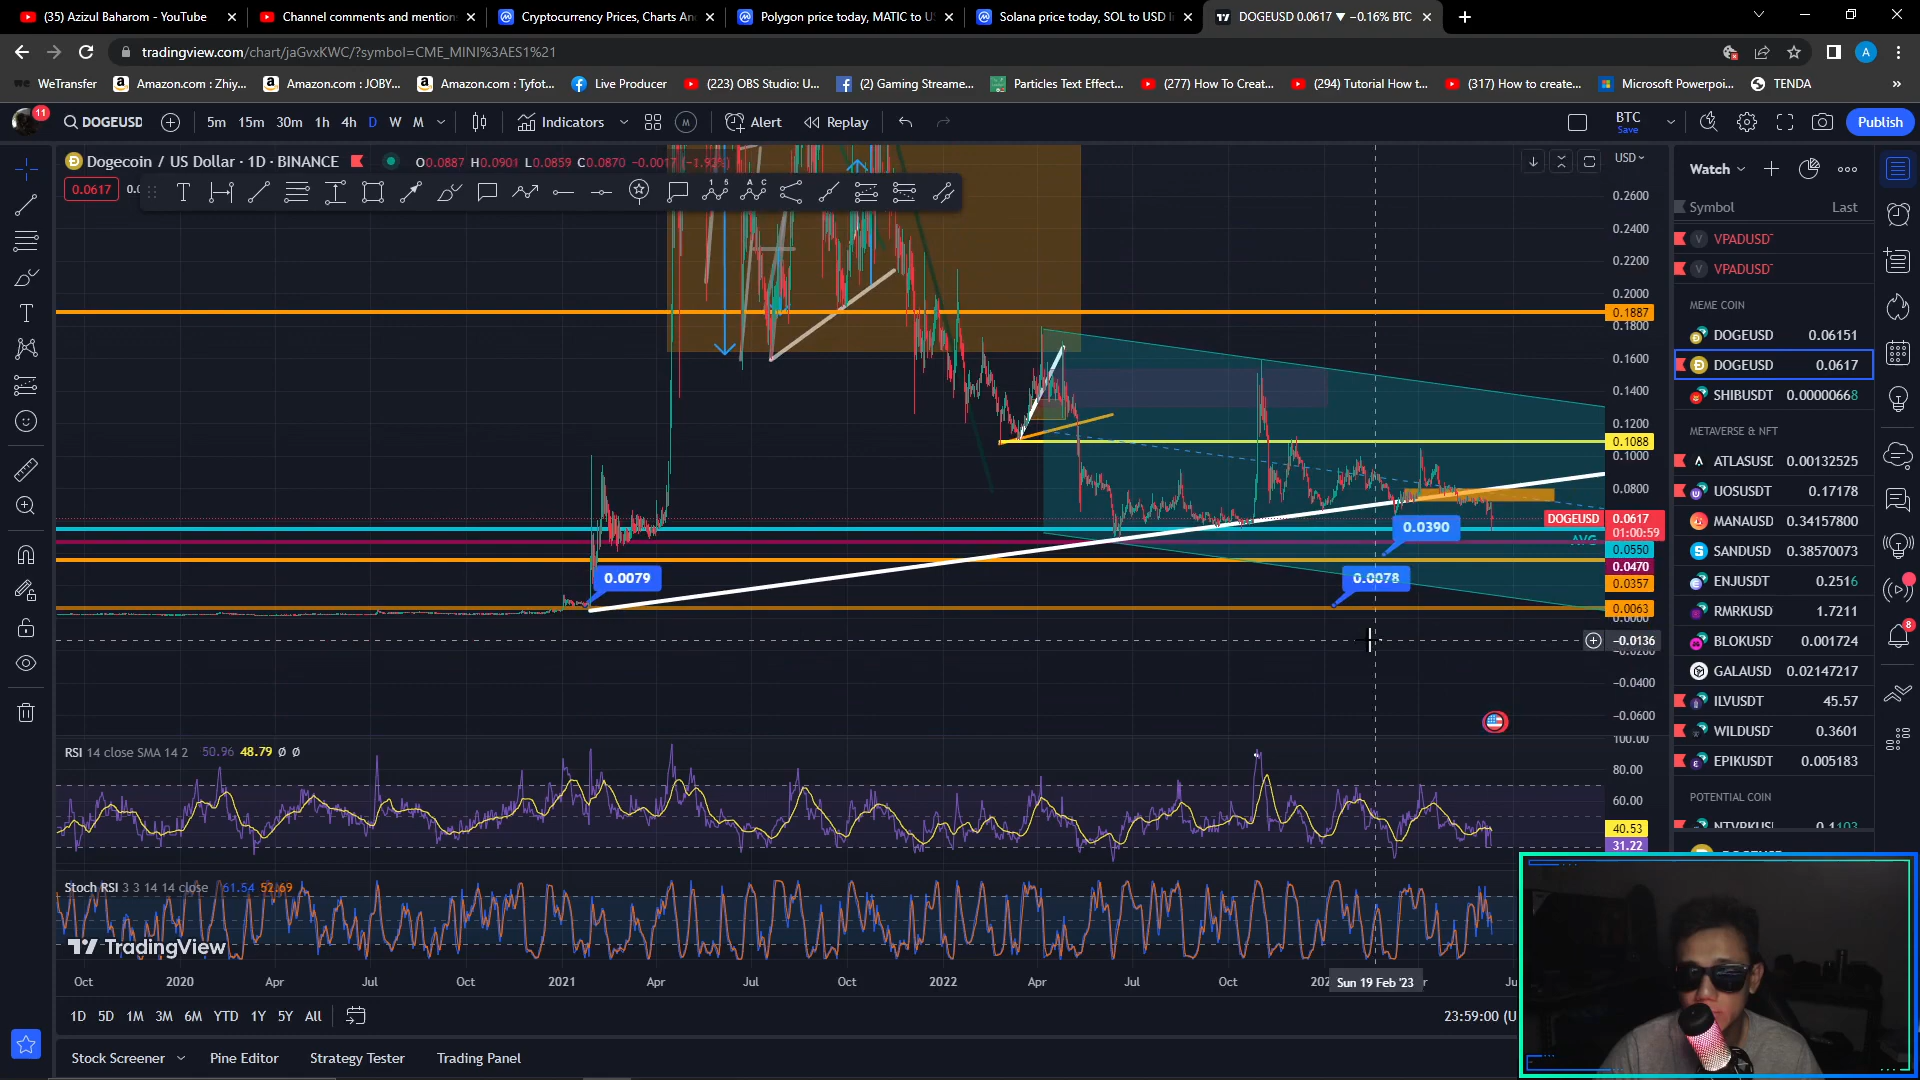 (35) Azizul Baharom - YouTube
Channel comments and mention
Cryptocurrency Prices, Charts An
Polygon price today, MATIC to U
Solana price today, SOL to USD li
DOGEUSD 0.0617 ▼ −0.16% BTC
tradingview.com/chart/jaGvxKWC/?symbol=CME_MINI%3AES1%21
WeTransfer
Amazon.com : Zhiy...
Amazon.com: JOBY...
Amazon.com : Tyfot...
Live Producer
(223) OBS Studio: U...
(2) Gaming Streame...
Particles Text Effect...
(277) How To Creat...
(294) Tutorial How t...
(317) How to create...
Microsoft Powerpoi...
TENDA
»
11
DOGEUSD
5m 15m 30m 1h 4h D W M
Indicators
Alert
Replay
BTC
Save
Publish
Dogecoin / US Dollar · 1D · BINANCE
O0.0887 H0.0901 L0.0859 C0.0870 −0.0017 (−1.92%)
0.0617
USD
0.2600
0.2400
0.2200
0.2000
0.1887
0.1800
0.1600
0.1400
0.1200
0.1088
0.1000
0.0800
DOGEUSD 0.0617
01:00:59
AVG
0.0550
0.0470
0.0357
0.0063
0.0000
−0.0136
−0.0200
−0.0400
−0.0600
0.0390
0.0079
0.0078
RSI 14 close SMA 14 2 50.96 48.79 Ø Ø
100.00
80.00
60.00
40.53
31.22
Stoch RSI 3 3 14 14 close 61.54 52.69
TradingView
Oct 2020 Apr Jul Oct 2021 Apr Jul Oct 2022 Apr Jul Oct
Sun 19 Feb '23
1D 5D 1M 3M 6M YTD 1Y 5Y All
23:59:00 (U
Stock Screener
Pine Editor
Strategy Tester
Trading Panel
Watch
Symbol Last
VPADUSD
VPADUSD
MEME COIN
DOGEUSD 0.06151
DOGEUSD 0.0617
SHIBUSDT 0.00000668
METAVERSE & NFT
ATLASUSD 0.00132525
UOSUSDT 0.17178
MANAUSD 0.34157800
SANDUSD 0.38570073
ENJUSDT 0.2516
RMRKUSD 1.7211
BLOKUSD 0.001724
GALAUSD 0.02147217
ILVUSDT 45.57
WILDUSD 0.3601
EPIKUSDT 0.005183
POTENTIAL COIN
8